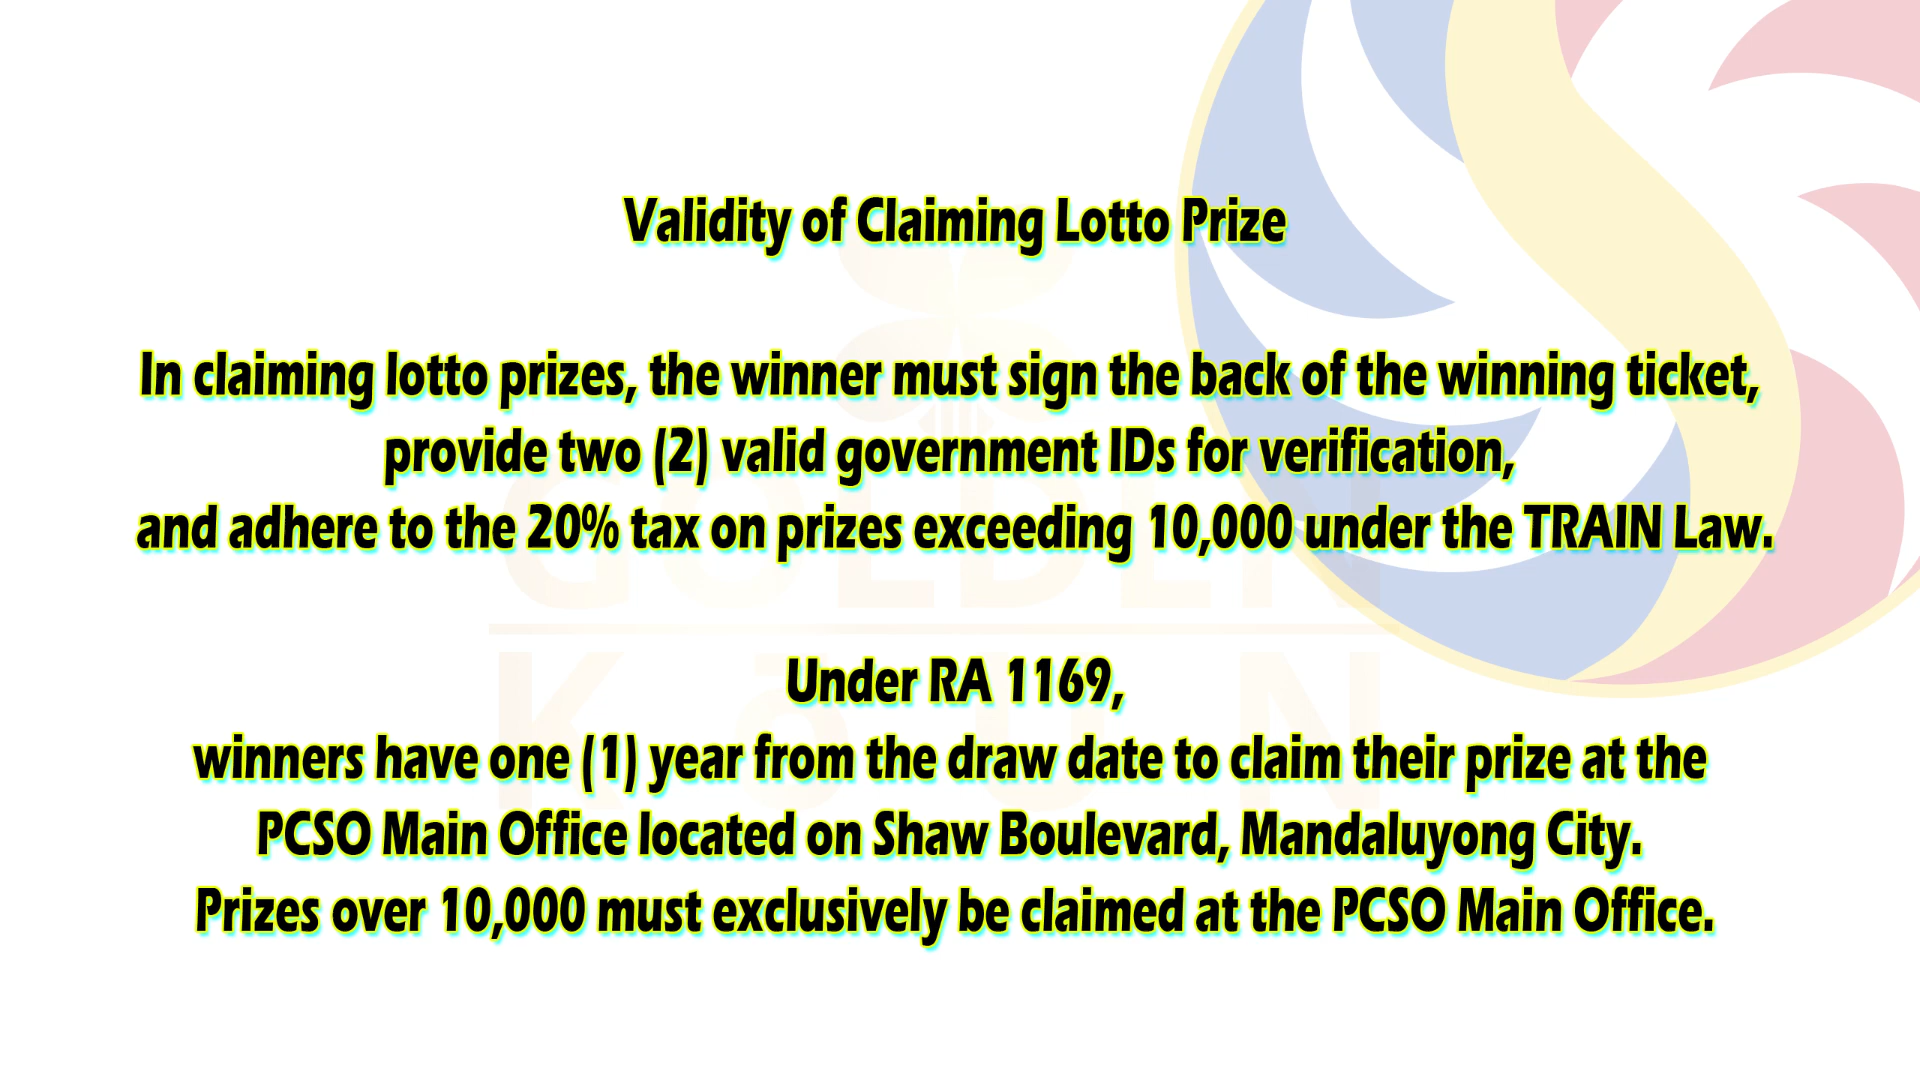 Validity of Claiming Lotto Prize
In claiming lotto prizes, the winner must sign the back of the winning ticket,
provide two (2) valid government IDs for verification,
and adhere to the 20% tax on prizes exceeding 10,000 under the TRAIN Law.
GOLDEN
Under RA 1169,
winners have one (1) year from the draw date to claim their prize at the
PCSO Main Office located on Shaw Boulevard, Mandaluyong City.
Prizes over 10,000 must exclusively be claimed at the PCSO Main Office.